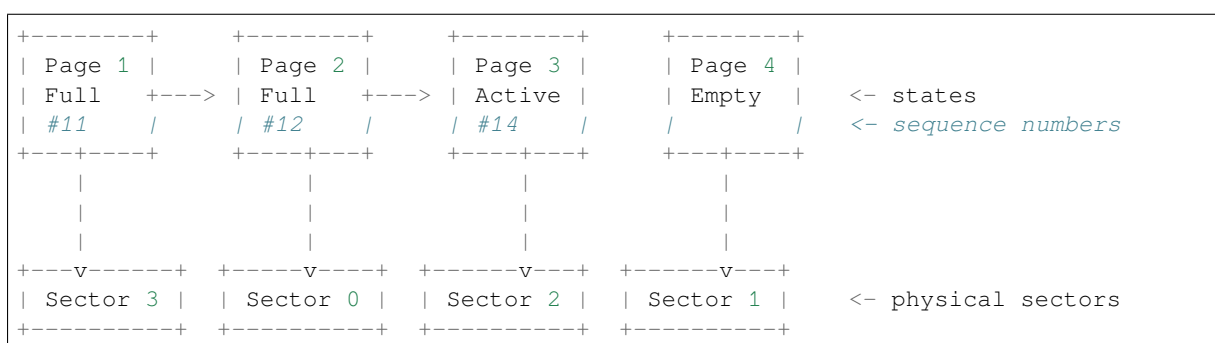 +--------+     +--------+     +--------+     +--------+
| Page 1 |     | Page 2 |     | Page 3 |     | Page 4 |
| Full   +---> | Full   +---> | Active |     | Empty  |   <- states
| #11    |     | #12    |     | #14    |     |        |   <- sequence numbers
+---+----+     +----+---+     +----+---+     +---+----+
    |               |              |             |
    |               |              |             |
    |               |              |             |
+---v------+  +-----v----+  +------v---+  +------v---+
| Sector 3 |  | Sector 0 |  | Sector 2 |  | Sector 1 |    <- physical sectors
+----------+  +----------+  +----------+  +----------+